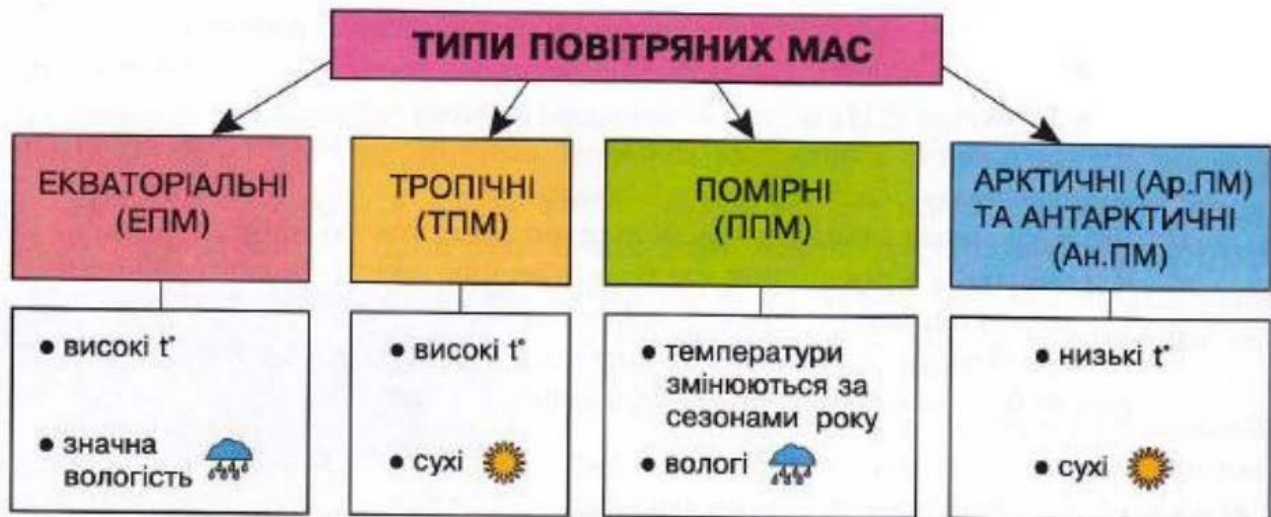 ТИПИ ПОВІТРЯНИХ МАС
ЕКВАТОРІАЛЬНІ
(ЕПМ)
ТРОПІЧНІ
(ТПМ)
ПОМІРНІ
(ППМ)
АРКТИЧНІ (Ар.ПМ)
ТА АНТАРКТИЧНІ
(Ан.ПМ)
• високі t°
• значна
вологість
• високі t°
• сухі
• температури
змінюються за
сезонами року
• вологі
• низькі t°
• сухі